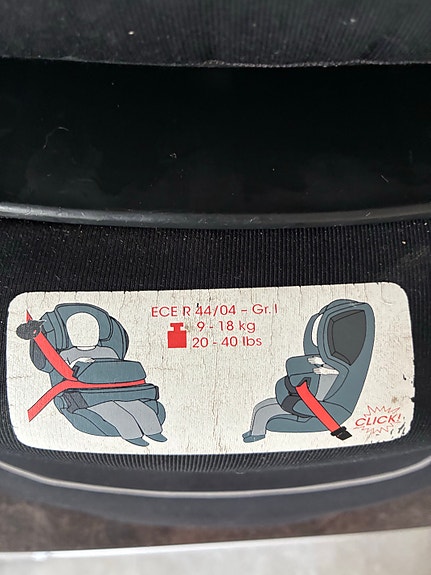 ECE R 44/04 - Gr. I
9 - 18 kg
20 - 40 lbs
CLICK!